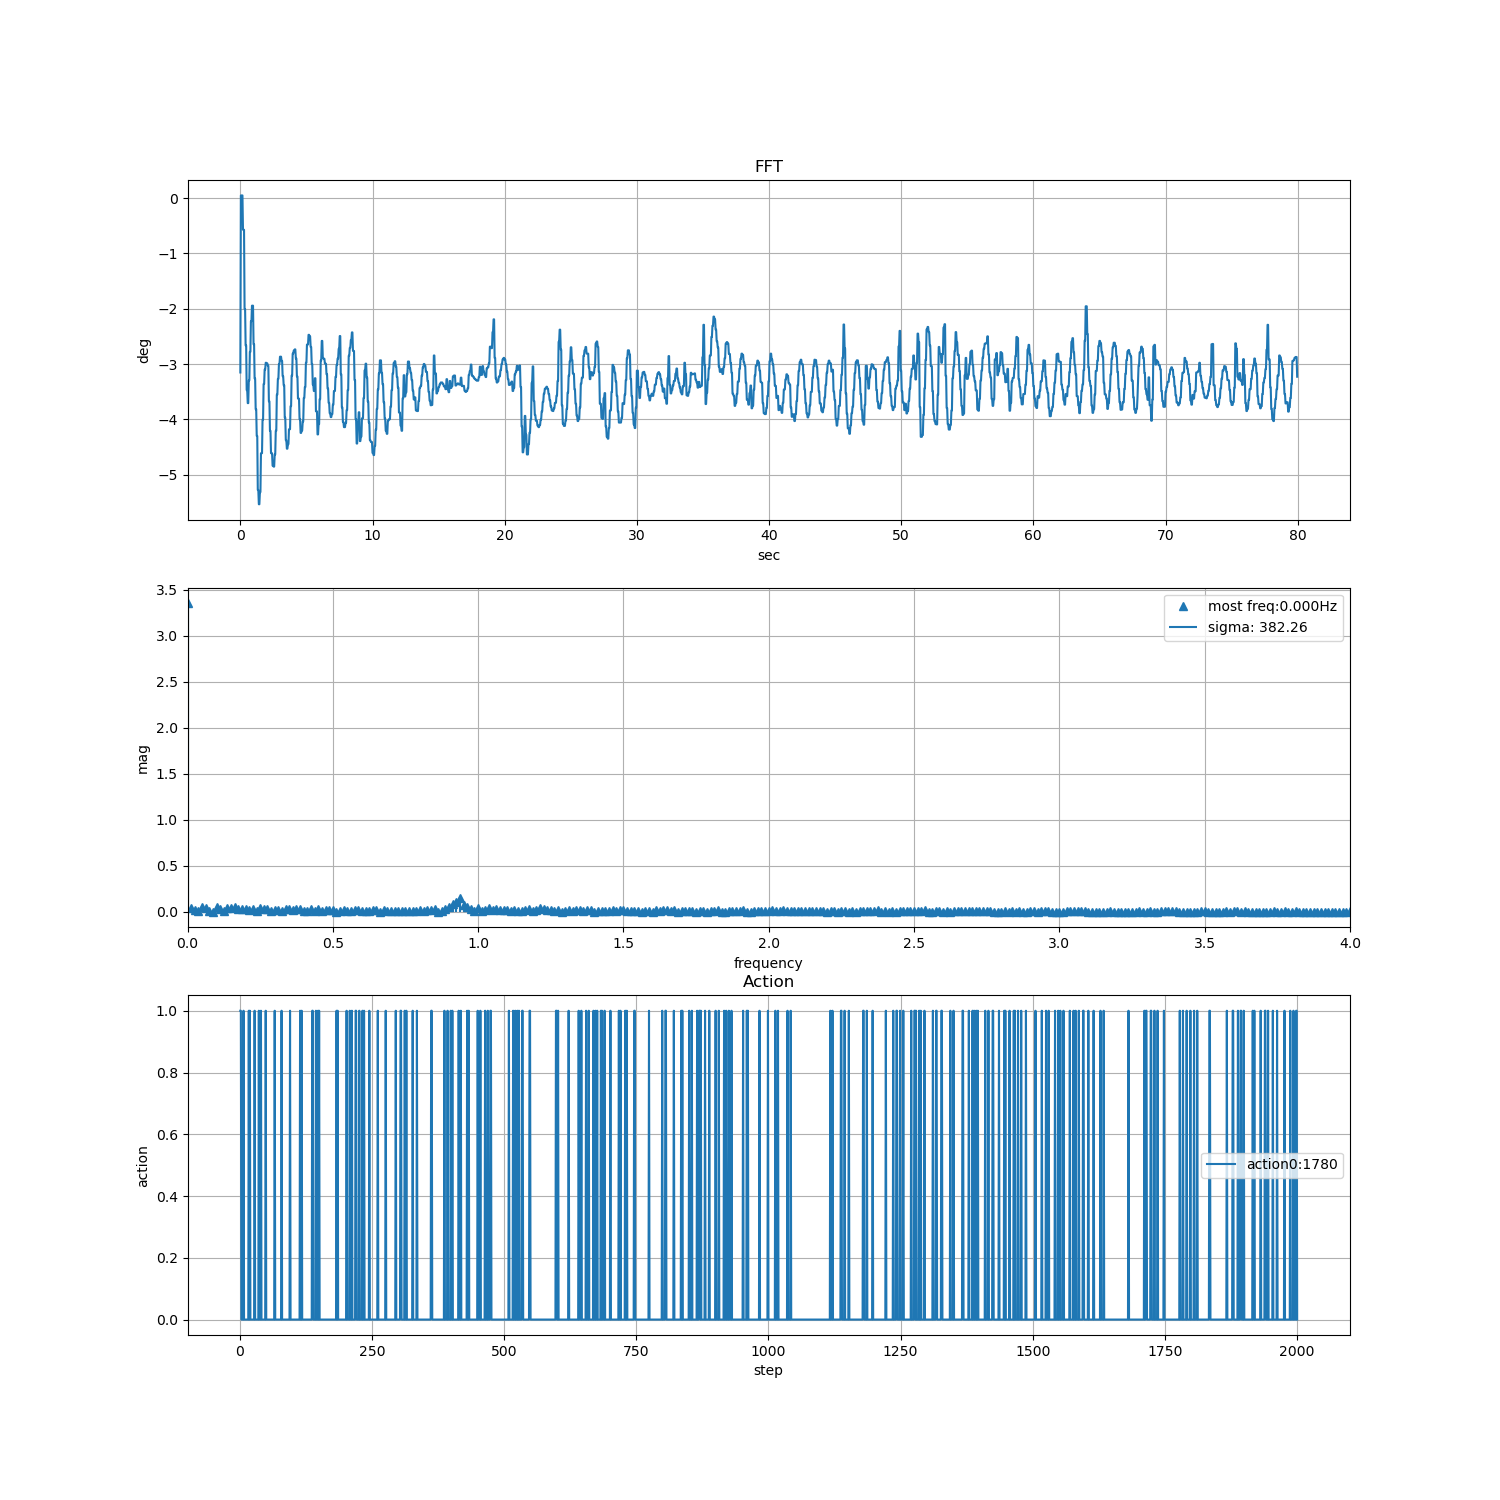 FFT
0
−1
−2
−3
−4
−5
deg
0 10 20 30 40 50 60 70 80
sec
3.5
3.0
2.5
2.0
1.5
1.0
0.5
0.0
mag
most freq:0.000Hz
sigma: 382.26
0.0 0.5 1.0 1.5 2.0 2.5 3.0 3.5 4.0
frequency
Action
1.0
0.8
0.6
0.4
0.2
0.0
action
action0:1780
0 250 500 750 1000 1250 1500 1750 2000
step